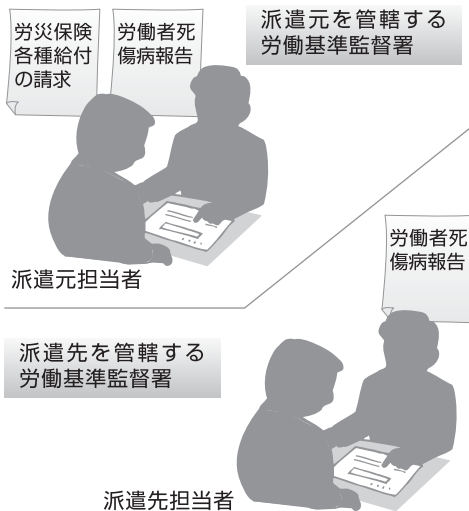 労災保険
各種給付
の請求
労働者死
傷病報告
派遣元を管轄する
労働基準監督署
派遣元担当者
労働者死
傷病報告
派遣先を管轄する
労働基準監督署
派遣先担当者